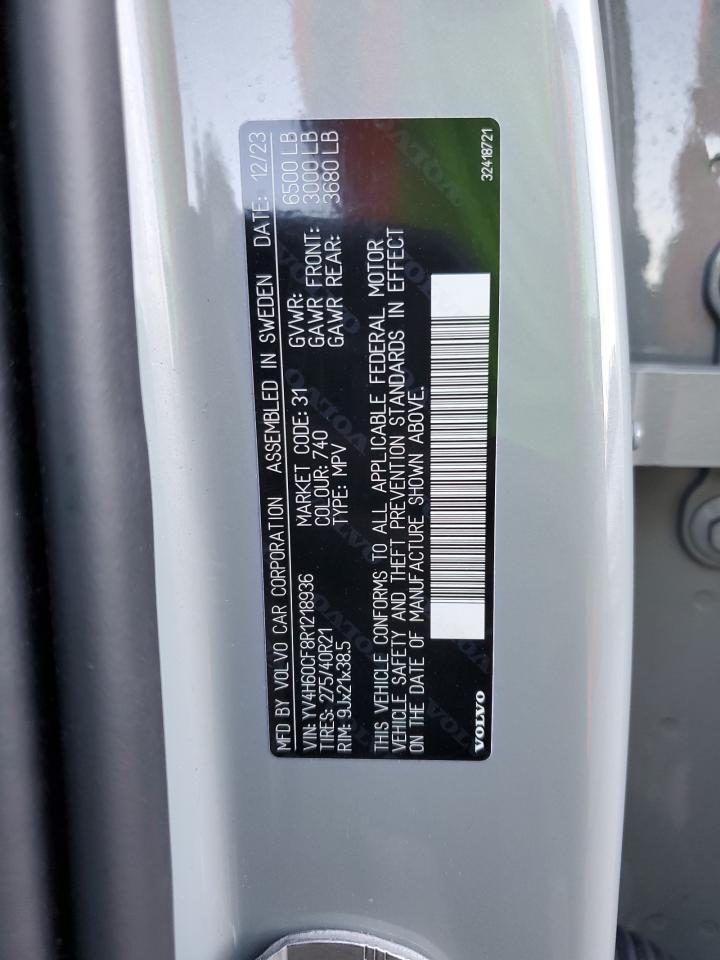 MFD BY VOLVO CAR CORPORATION ASSEMBLED IN SWEDEN DATE: 12/23
VIN: YV4H60CF8R1218936 MARKET CODE: 31 GVWR: 6500 LB
TIRES: 275/40R21 COLOUR: 740 GAWR FRONT: 3000 LB
RIM: 9Jx21x38.5 TYPE: MPV GAWR REAR: 3680 LB
THIS VEHICLE CONFORMS TO ALL APPLICABLE FEDERAL MOTOR
VEHICLE SAFETY AND THEFT PREVENTION STANDARDS IN EFFECT
ON THE DATE OF MANUFACTURE SHOWN ABOVE.
VOLVO 32418721